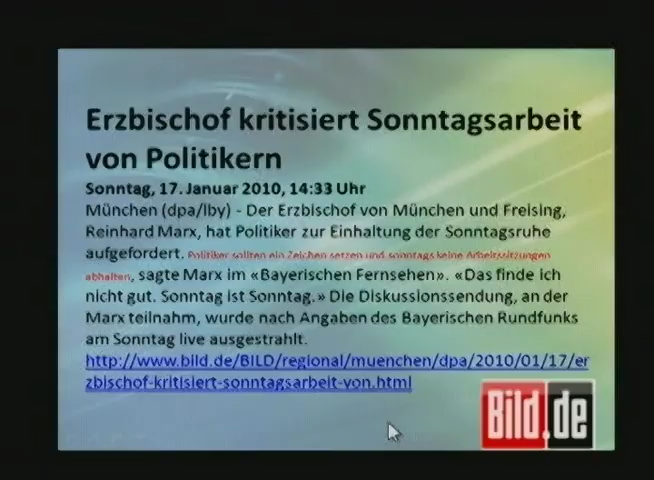 Erzbischof kritisiert Sonntagsarbeit
von Politikern
Sonntag, 17. Januar 2010, 14:33 Uhr
München (dpa/lby) - Der Erzbischof von München und Freising,
Reinhard Marx, hat Politiker zur Einhaltung der Sonntagsruhe
aufgefordert. Politiker sollten ein Zeichen setzen und sonntags keine Arbeitssitzungen
abhalten, sagte Marx im «Bayerischen Fernsehen». «Das finde ich
nicht gut. Sonntag ist Sonntag.» Die Diskussionssendung, an der
Marx teilnahm, wurde nach Angaben des Bayerischen Rundfunks
am Sonntag live ausgestrahlt.
http://www.bild.de/BILD/regional/muenchen/dpa/2010/01/17/er
zbischof-kritisiert-sonntagsarbeit-von.html
Bild.de